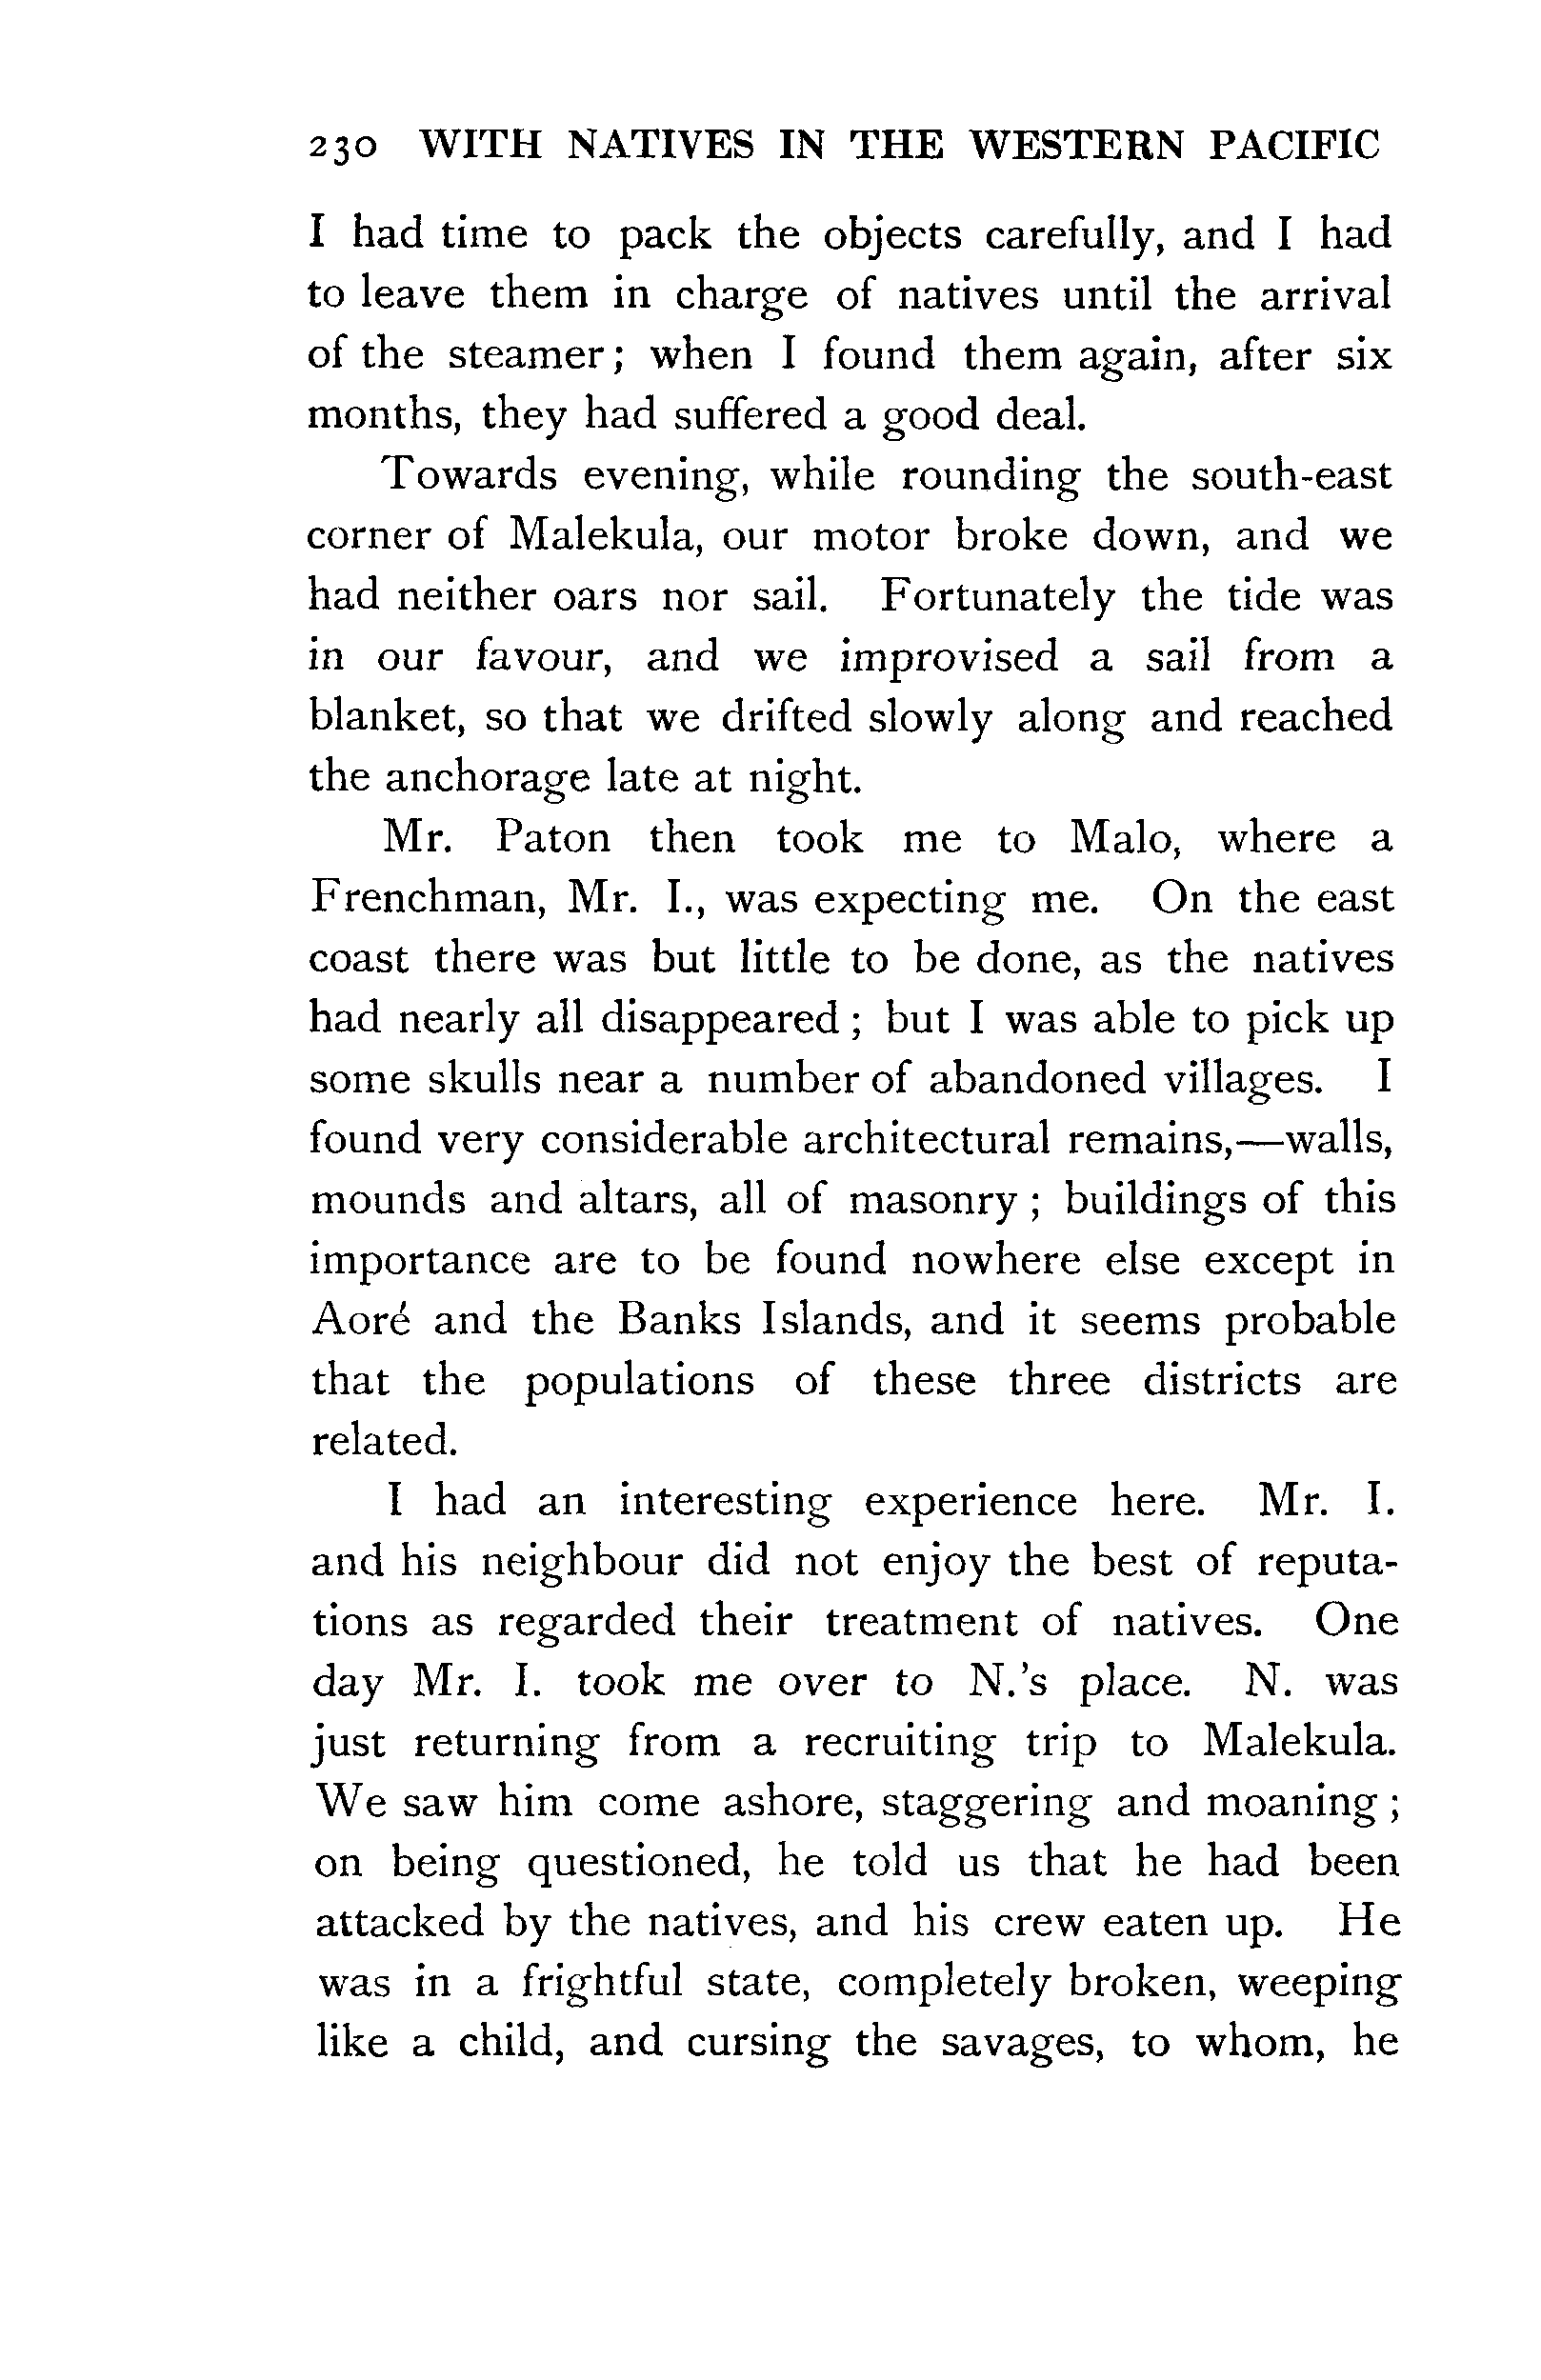 230 WITH NATIVES IN THE WESTERN PACIFIC
I had time to pack the objects carefully, and I had
to leave them in charge of natives until the arrival
of the steamer; when I found them again, after six
months, they had suffered a good deal.
Towards evening, while rounding the south-east
corner of Malekula, our motor broke down, and we
had neither oars nor sail. Fortunately the tide was
in our favour, and we improvised a sail from a
blanket, so that we drifted slowly along and reached
the anchorage late at night.
Mr. Paton then took me to Malo, where a
Frenchman, Mr. I., was expecting me. On the east
coast there was but little to be done, as the natives
had nearly all disappeared; but I was able to pick up
some skulls near a number of abandoned villages. I
found very considerable architectural remains,—walls,
mounds and altars, all of masonry; buildings of this
importance are to be found nowhere else except in
Aoré and the Banks Islands, and it seems probable
that the populations of these three districts are
related.
I had an interesting experience here. Mr. I.
and his neighbour did not enjoy the best of reputa-
tions as regarded their treatment of natives. One
day Mr. I. took me over to N.'s place. N. was
just returning from a recruiting trip to Malekula.
We saw him come ashore, staggering and moaning;
on being questioned, he told us that he had been
attacked by the natives, and his crew eaten up. He
was in a frightful state, completely broken, weeping
like a child, and cursing the savages, to whom, he